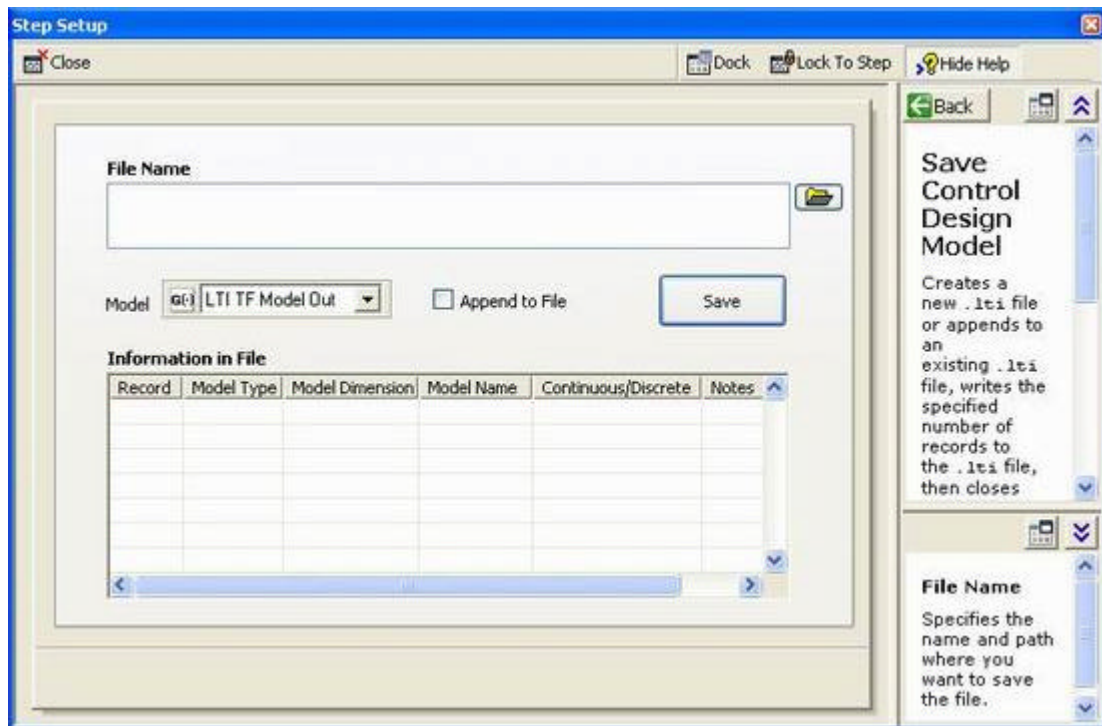 Step Setup
Close
Dock
Lock To Step
Hide Help
Back
File Name
Model
G(·) LTI TF Model Out
Append to File
Save
Information in File
Record Model Type Model Dimension Model Name Continuous/Discrete Notes
Save
Control
Design
Model
Creates a
new .lti file
or appends to
an
existing .lti
file, writes the
specified
number of
records to
the .lti file,
then closes
File Name
Specifies the
name and path
where you
want to save
the file.